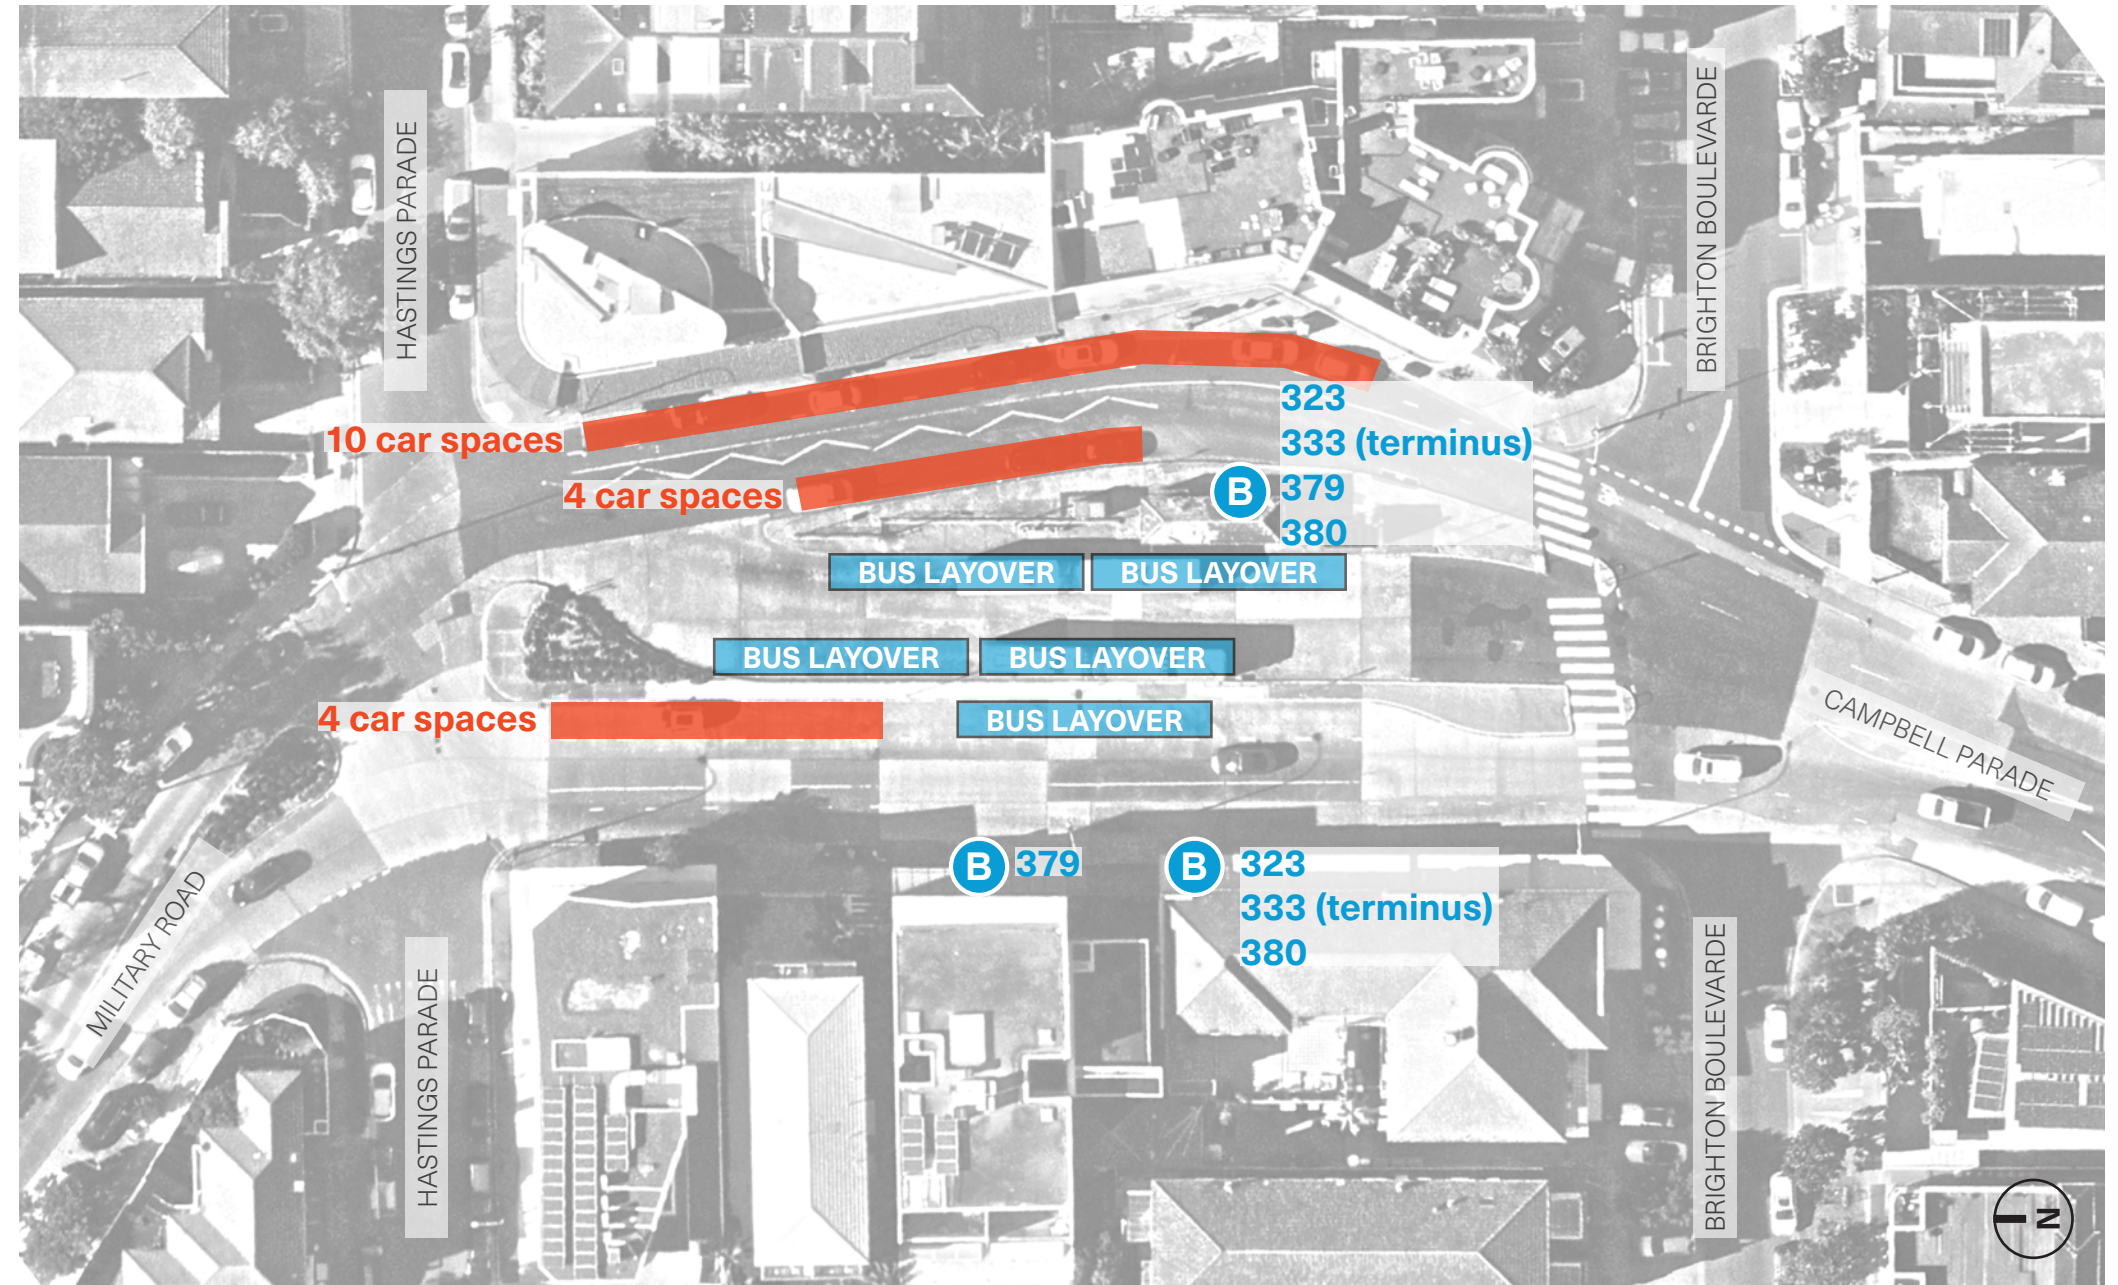 HASTINGS PARADE
BRIGHTON BOULEVARDE
10 car spaces
4 car spaces
323
333 (terminus)
B
379
380
BUS LAYOVER
BUS LAYOVER
BUS LAYOVER
BUS LAYOVER
4 car spaces
BUS LAYOVER
CAMPBELL PARADE
MILITARY ROAD
B
379
B
323
333 (terminus)
380
HASTINGS PARADE
BRIGHTON BOULEVARDE
N